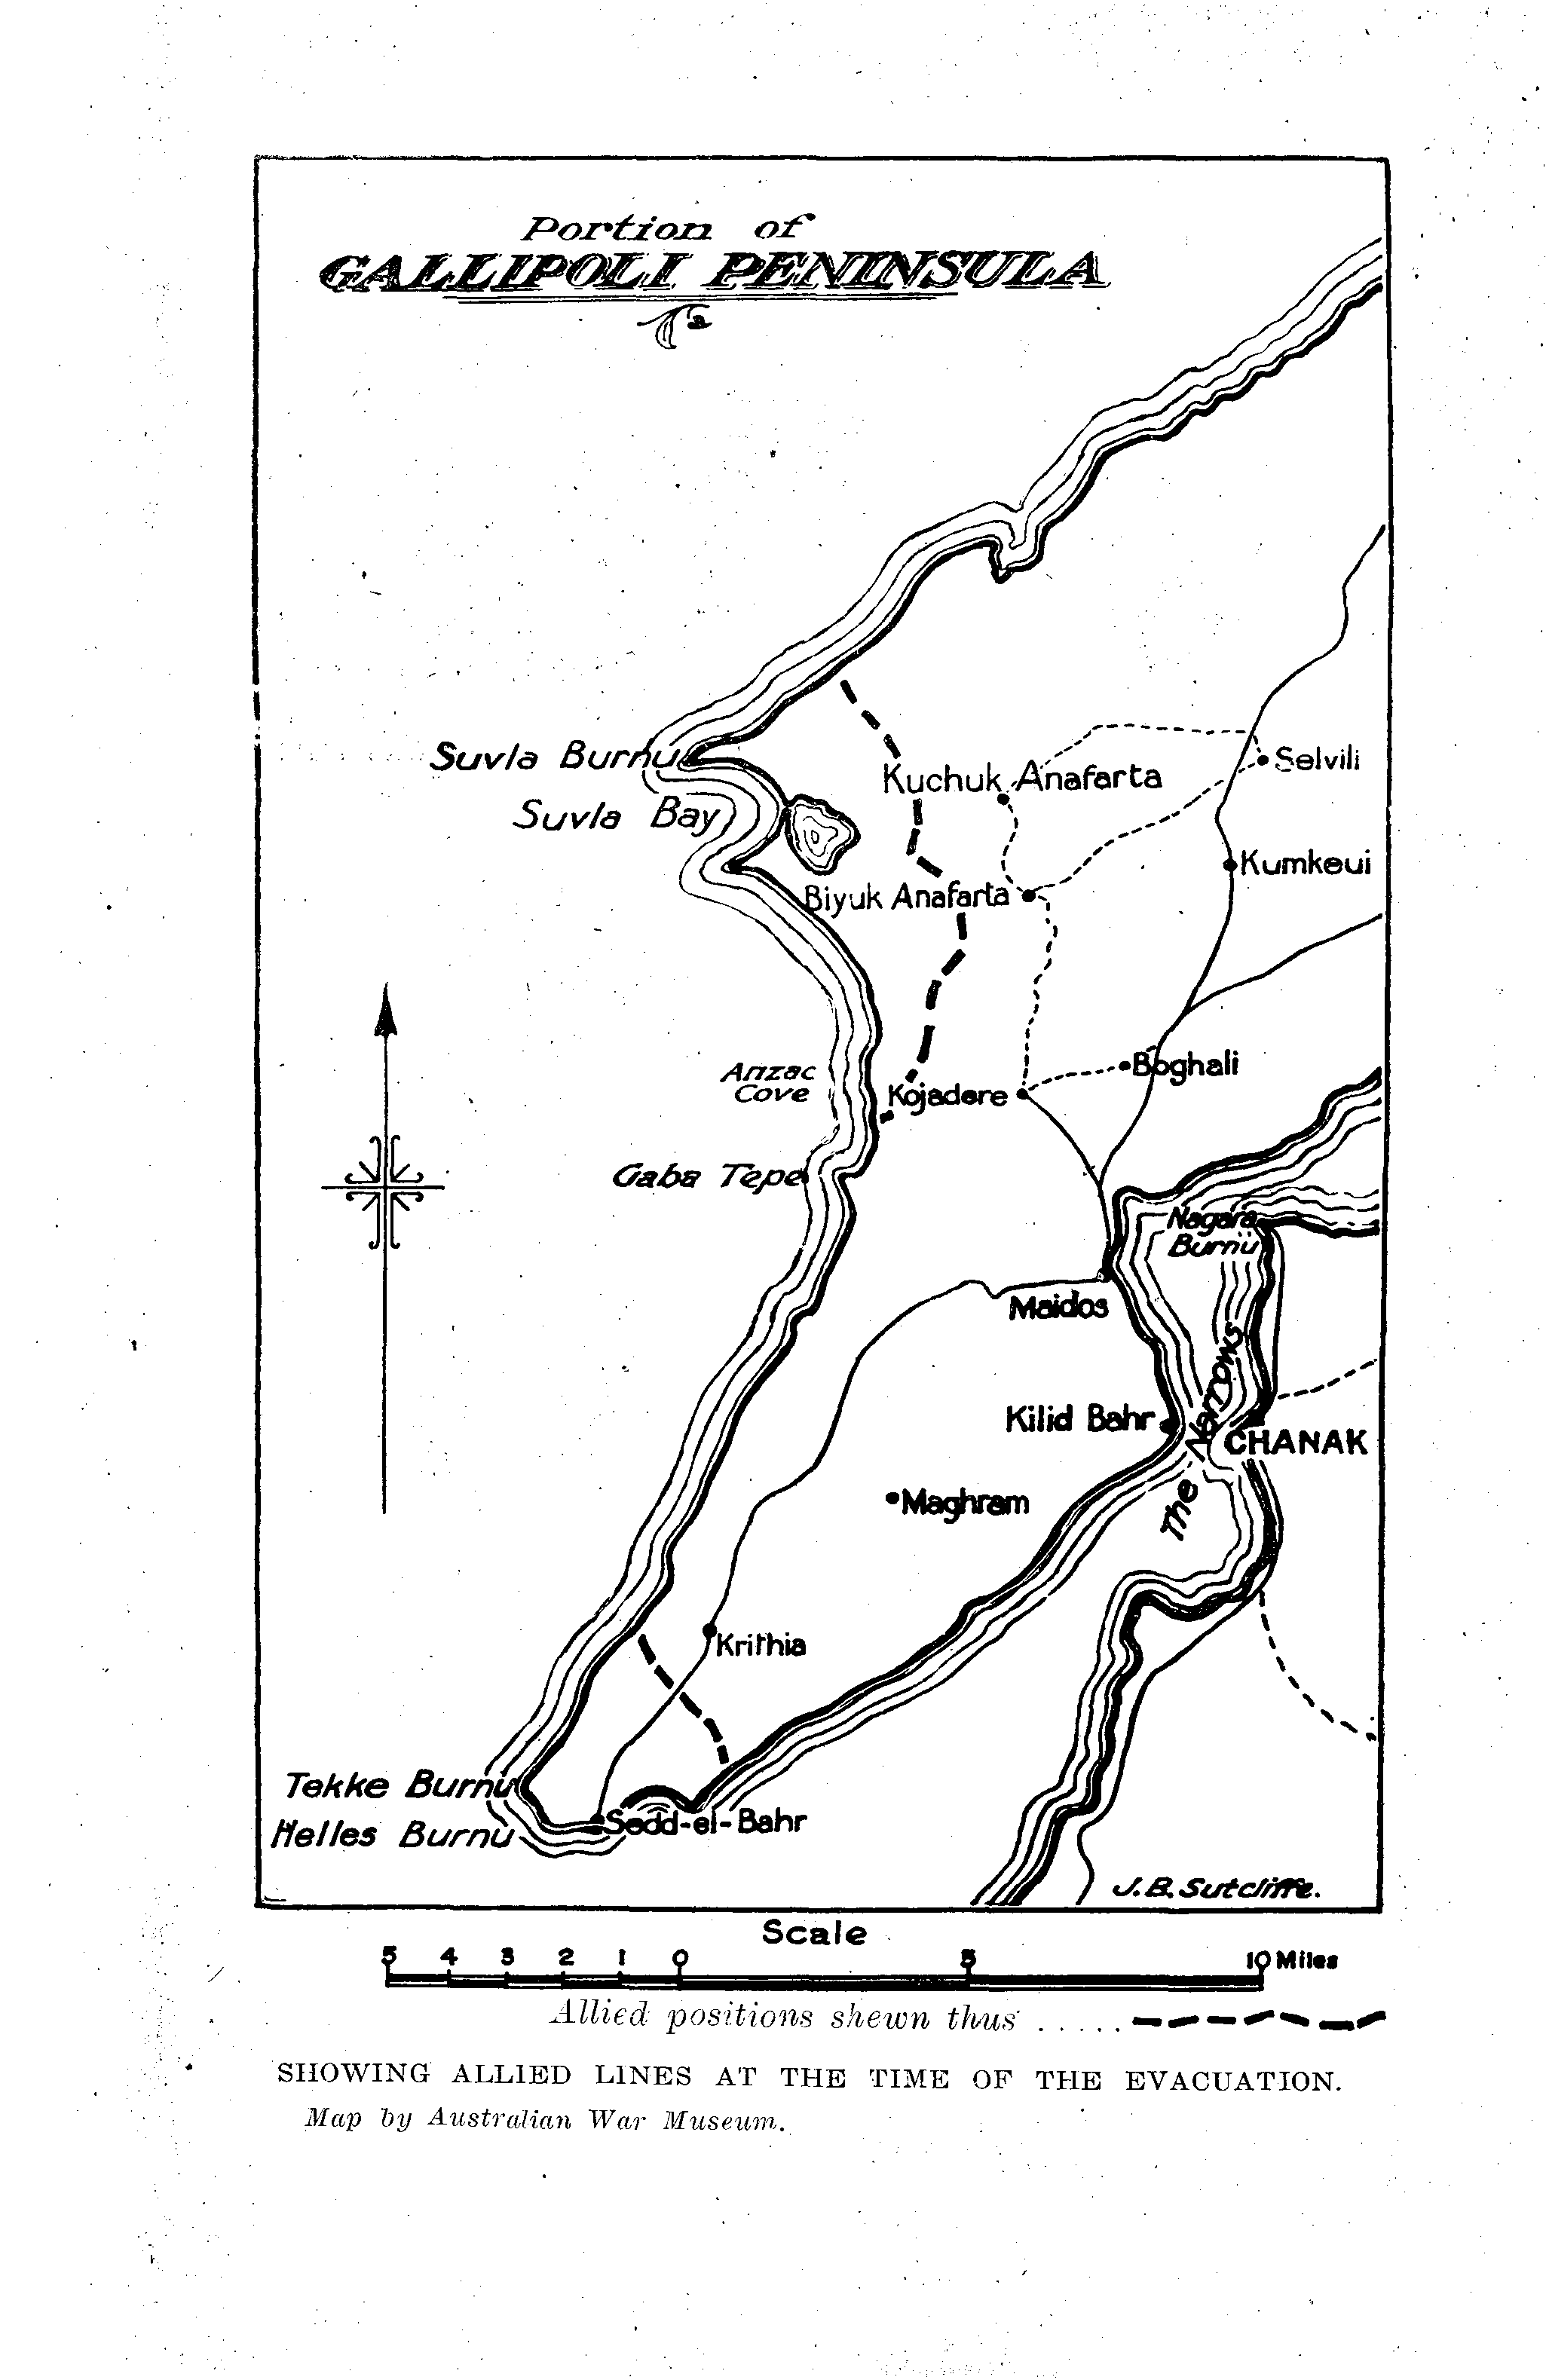 Portion of
GALLIPOLI PENINSULA
Suvla Burnu
Suvla Bay
Kuchuk Anafarta
Selvili
Kumkeui
Biyuk Anafarta
Anzac
Cove
Kojadere
Boghali
Gaba Tepe
Nagara
Burnu
Maidos
The Narrows
Kilid Bahr
CHANAK
Maghram
Krithia
Tekke Burnu
Helles Burnu
Sedd-el-Bahr
J.B. Sutcliffe.
Scale
5 4 3 2 1 0 5 10 Miles
Allied positions shewn thus .....
SHOWING ALLIED LINES AT THE TIME OF THE EVACUATION.
Map by Australian War Museum.